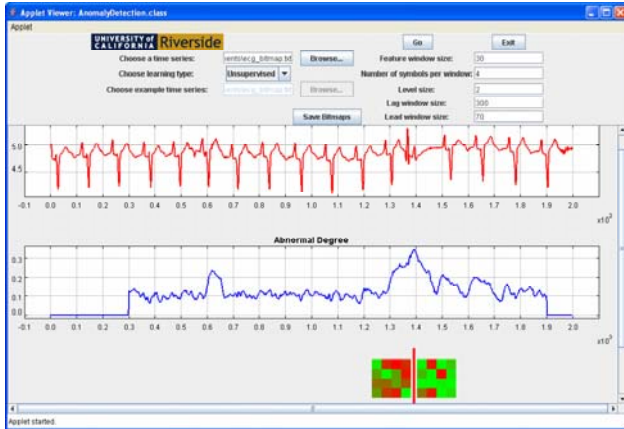 Applet Viewer: AnomalyDetection.class
Applet
UNIVERSITY of CALIFORNIA Riverside
Go Exit
Choose a time series: ecg_bitmap.txt Browse... Feature window size: 30
Choose learning type: Unsupervised Number of symbols per window: 4
Choose example time series: ecg_bitmap.txt Browse... Level size: 2
Lag window size: 300
Save Bitmaps Lead window size: 70
5.0
4.5
-0.1 0.0 0.1 0.2 0.3 0.4 0.5 0.6 0.7 0.8 0.9 1.0 1.1 1.2 1.3 1.4 1.5 1.6 1.7 1.8 1.9 2.0
x10³
Abnormal Degree
0.3
0.2
0.1
0.0
-0.1 0.0 0.1 0.2 0.3 0.4 0.5 0.6 0.7 0.8 0.9 1.0 1.1 1.2 1.3 1.4 1.5 1.6 1.7 1.8 1.9 2.0
x10³
Applet started.